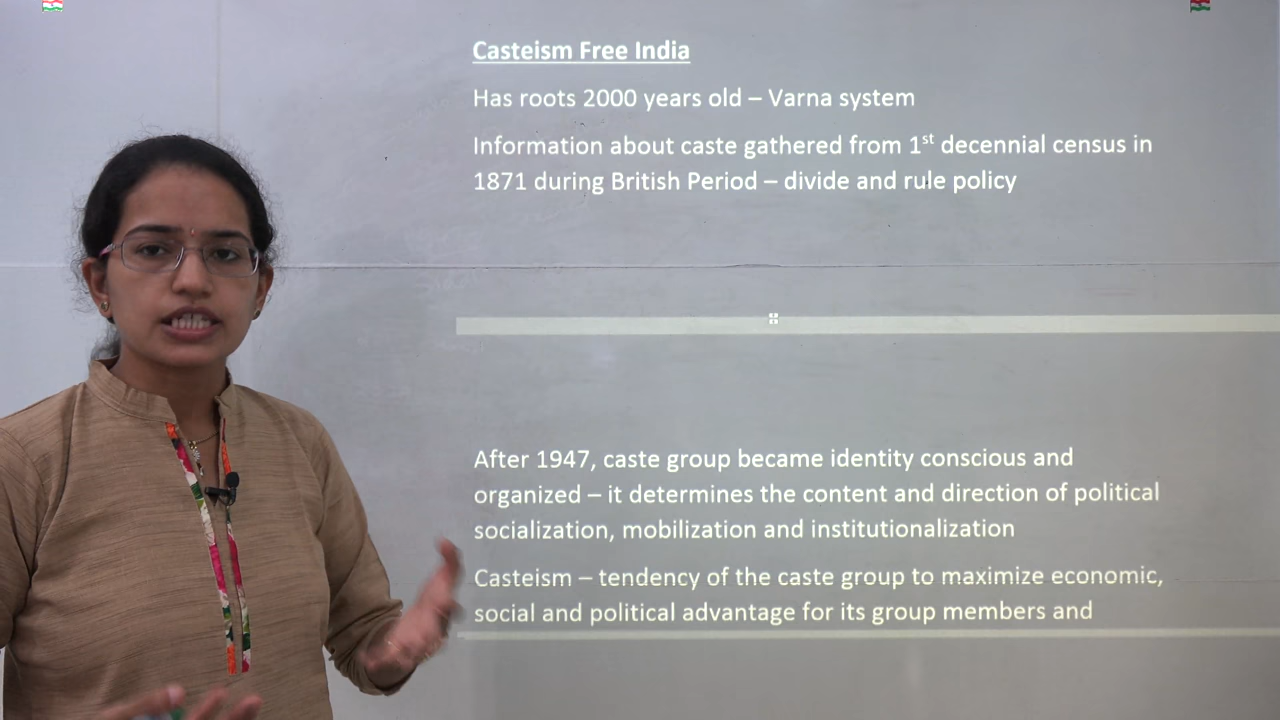 Casteism Free India
Has roots 2000 years old – Varna system
Information about caste gathered from 1st decennial census in
1871 during British Period – divide and rule policy
After 1947, caste group became identity conscious and
organized – it determines the content and direction of political
socialization, mobilization and institutionalization
Casteism – tendency of the caste group to maximize economic,
social and political advantage for its group members and